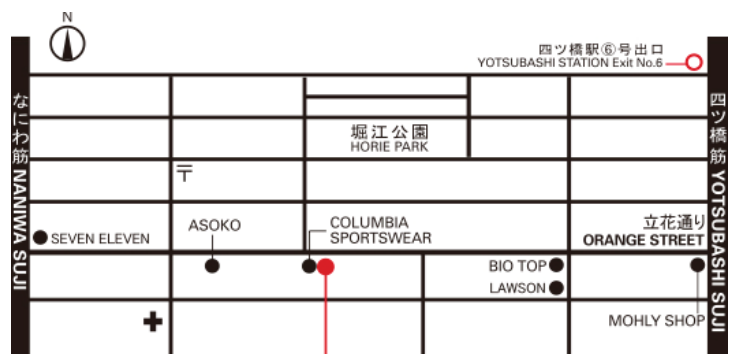 N
四ツ橋駅⑥号出口
YOTSUBASHI STATION Exit No.6
なにわ筋 NANIWA SUJI
四ツ橋筋 YOTSUBASHI SUJI
堀江公園
HORIE PARK
〒
ASOKO
COLUMBIA
SPORTSWEAR
立花通り
ORANGE STREET
SEVEN ELEVEN
BIO TOP
LAWSON
MOHLY SHOP